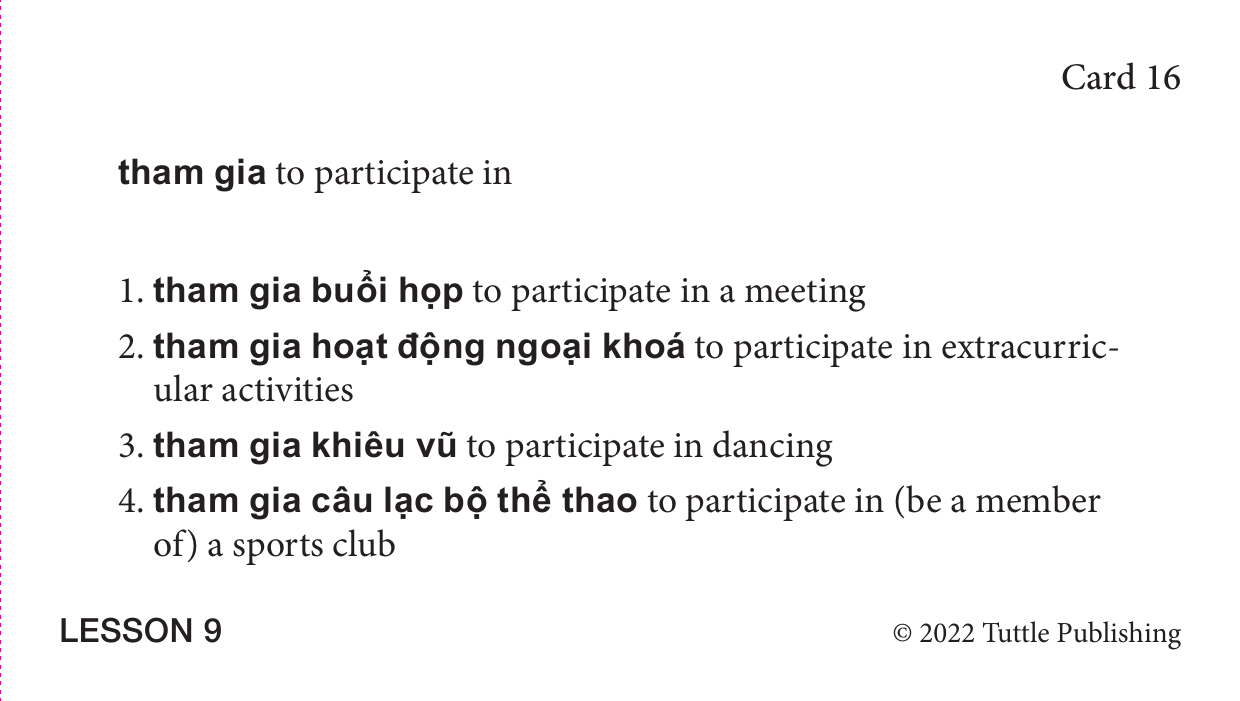 Card 16
tham gia to participate in
1. tham gia buổi họp to participate in a meeting
2. tham gia hoạt động ngoại khoá to participate in extracurric-
ular activities
3. tham gia khiêu vũ to participate in dancing
4. tham gia câu lạc bộ thể thao to participate in (be a member
of) a sports club
LESSON 9
© 2022 Tuttle Publishing